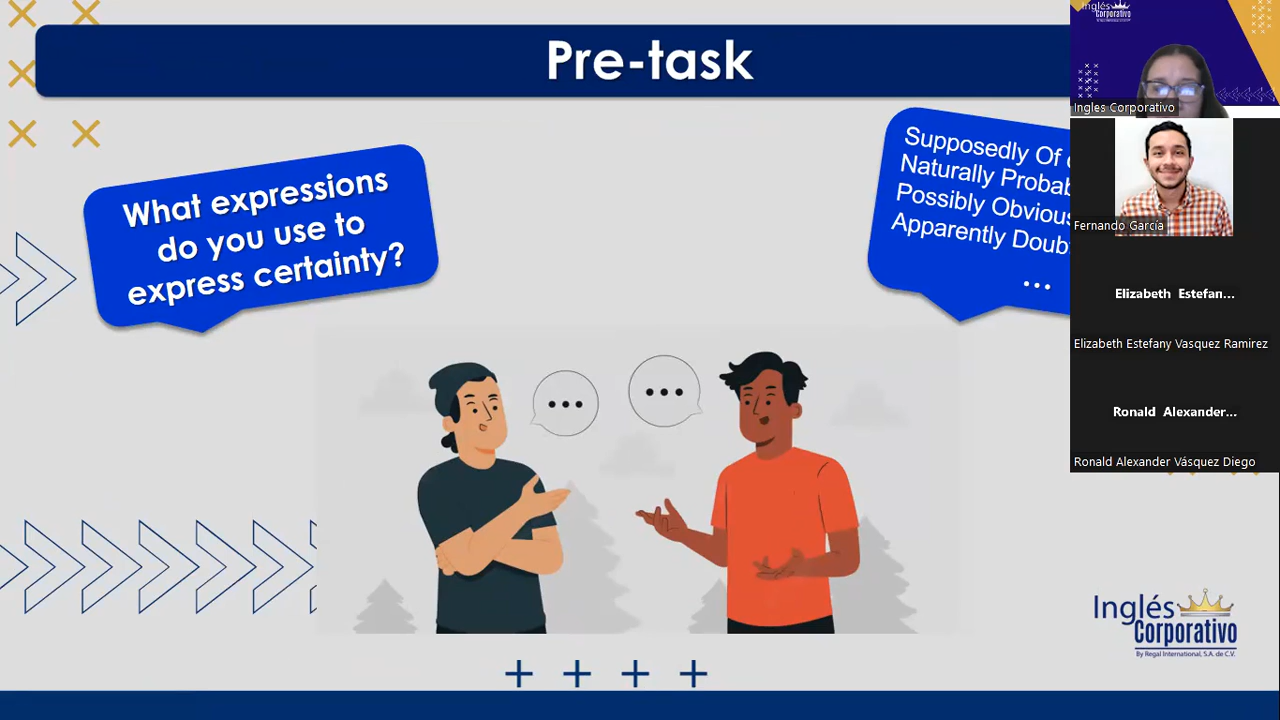 Pre-task
What expressions
do you use to
express certainty?
Supposedly Of
Naturally
Possibly
Apparently
...
Inglés
Corporativo
Ingles Corporativo
Fernando García
Elizabeth Estefan...
Elizabeth Estefany Vasquez Ramirez
Ronald Alexander...
Ronald Alexander Vásquez Diego
Inglés
Corporativo
By Regal International, S.A. de C.V.